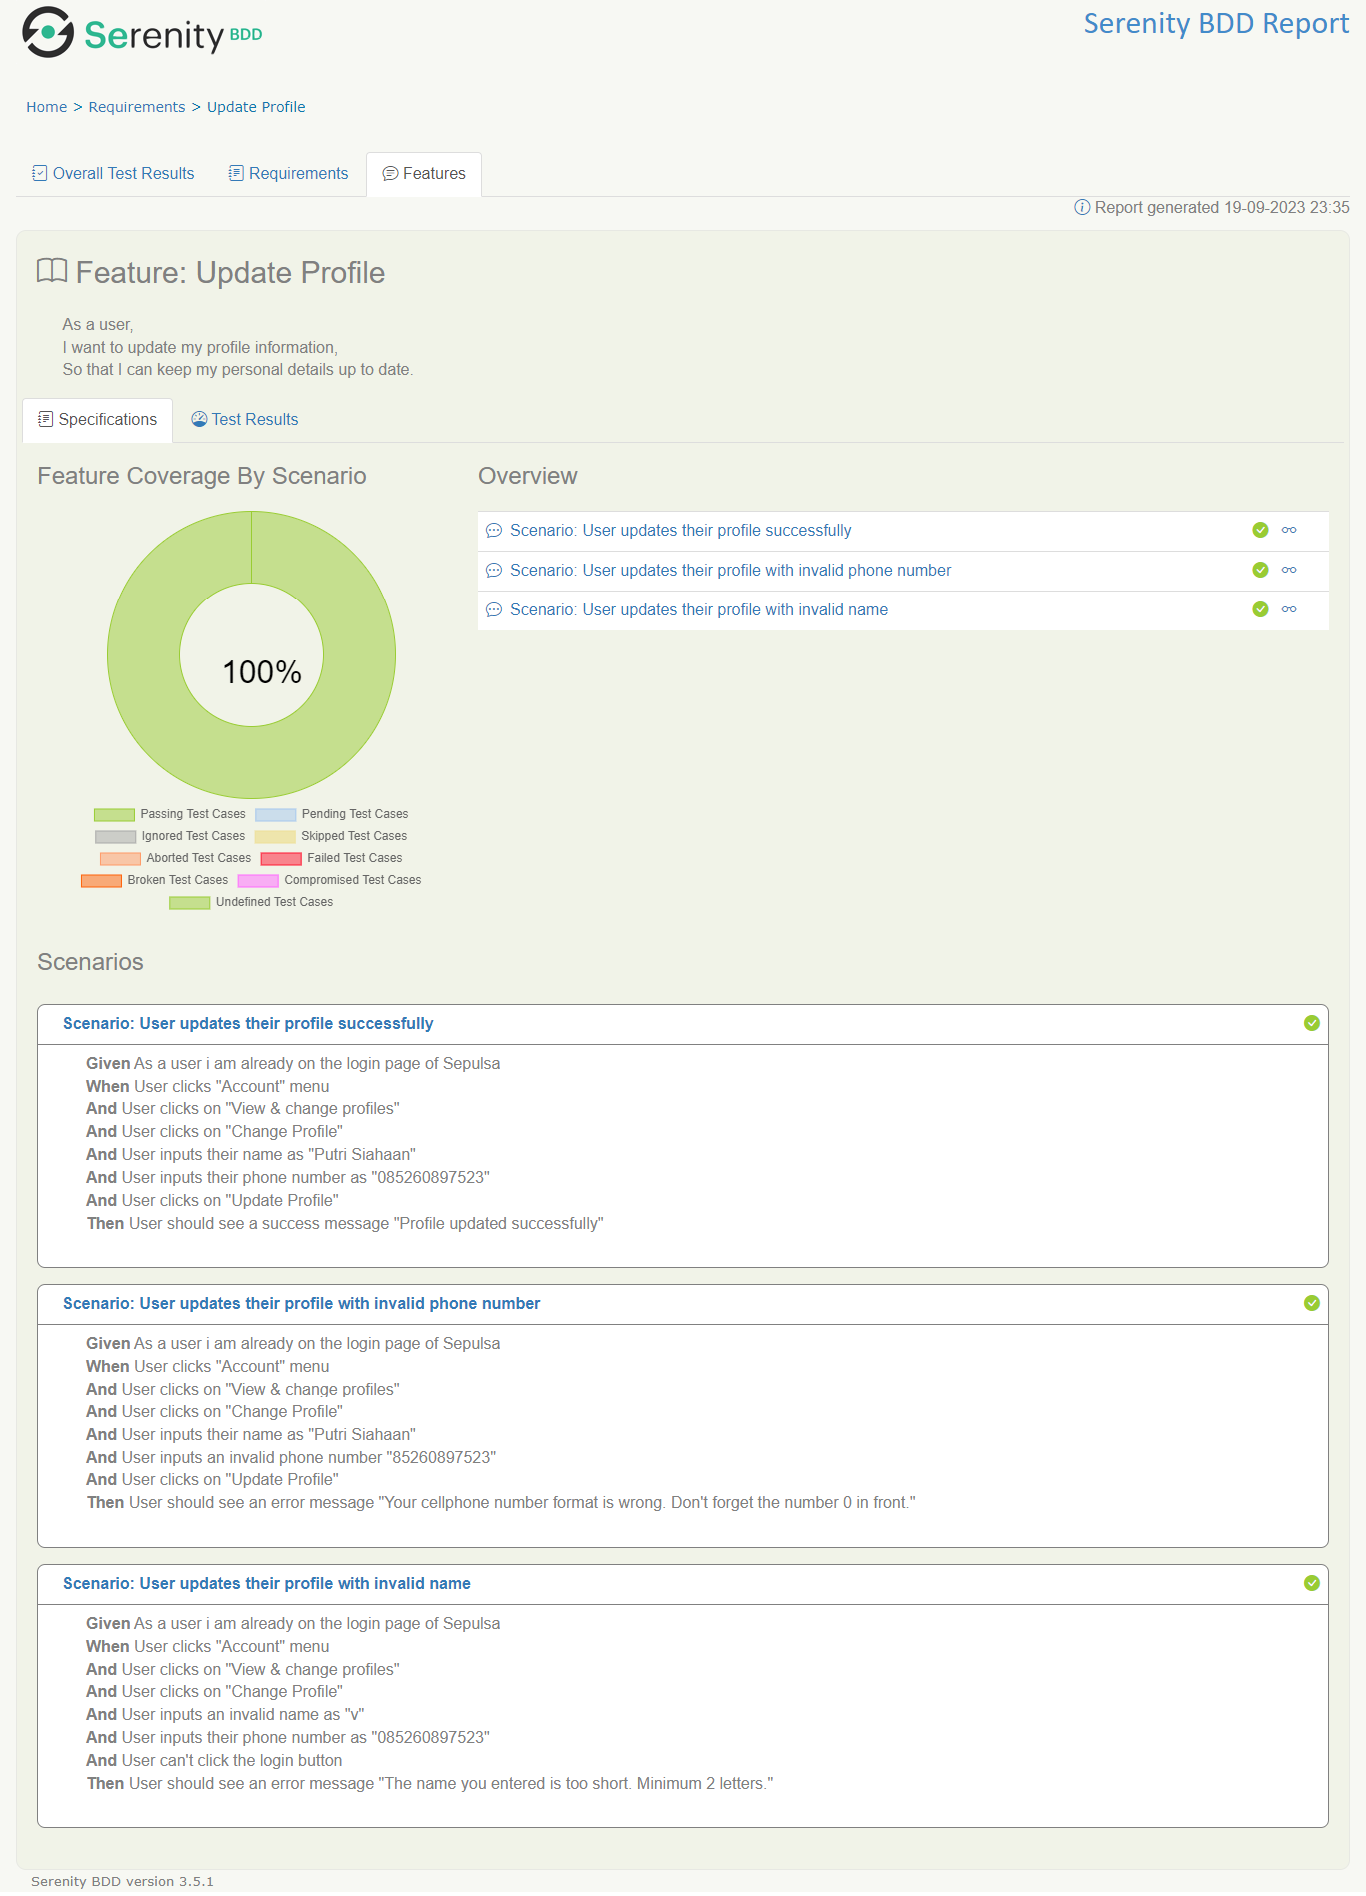 Serenity BDD
Serenity BDD Report
Home > Requirements > Update Profile
Overall Test Results
Requirements
Features
Report generated 19-09-2023 23:35
Feature: Update Profile
As a user,
I want to update my profile information,
So that I can keep my personal details up to date.
Specifications
Test Results
Feature Coverage By Scenario
100%
Passing Test Cases
Pending Test Cases
Ignored Test Cases
Skipped Test Cases
Aborted Test Cases
Failed Test Cases
Broken Test Cases
Compromised Test Cases
Undefined Test Cases
Overview
Scenario: User updates their profile successfully
Scenario: User updates their profile with invalid phone number
Scenario: User updates their profile with invalid name
Scenarios
Scenario: User updates their profile successfully
Given As a user i am already on the login page of Sepulsa
When User clicks "Account" menu
And User clicks on "View & change profiles"
And User clicks on "Change Profile"
And User inputs their name as "Putri Siahaan"
And User inputs their phone number as "085260897523"
And User clicks on "Update Profile"
Then User should see a success message "Profile updated successfully"
Scenario: User updates their profile with invalid phone number
Given As a user i am already on the login page of Sepulsa
When User clicks "Account" menu
And User clicks on "View & change profiles"
And User clicks on "Change Profile"
And User inputs their name as "Putri Siahaan"
And User inputs an invalid phone number "85260897523"
And User clicks on "Update Profile"
Then User should see an error message "Your cellphone number format is wrong. Don't forget the number 0 in front."
Scenario: User updates their profile with invalid name
Given As a user i am already on the login page of Sepulsa
When User clicks "Account" menu
And User clicks on "View & change profiles"
And User clicks on "Change Profile"
And User inputs an invalid name as "v"
And User inputs their phone number as "085260897523"
And User can't click the login button
Then User should see an error message "The name you entered is too short. Minimum 2 letters."
Serenity BDD version 3.5.1